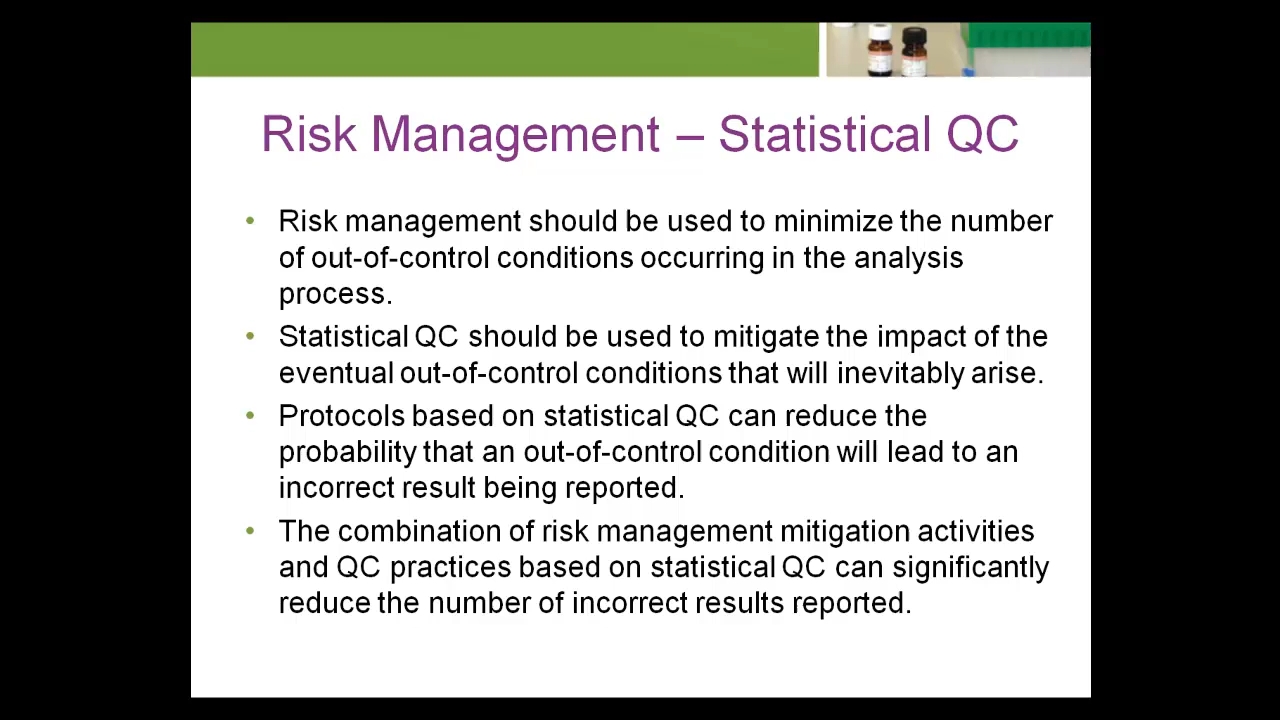 Risk Management – Statistical QC
• Risk management should be used to minimize the number
of out-of-control conditions occurring in the analysis
process.
• Statistical QC should be used to mitigate the impact of the
eventual out-of-control conditions that will inevitably arise.
• Protocols based on statistical QC can reduce the
probability that an out-of-control condition will lead to an
incorrect result being reported.
• The combination of risk management mitigation activities
and QC practices based on statistical QC can significantly
reduce the number of incorrect results reported.